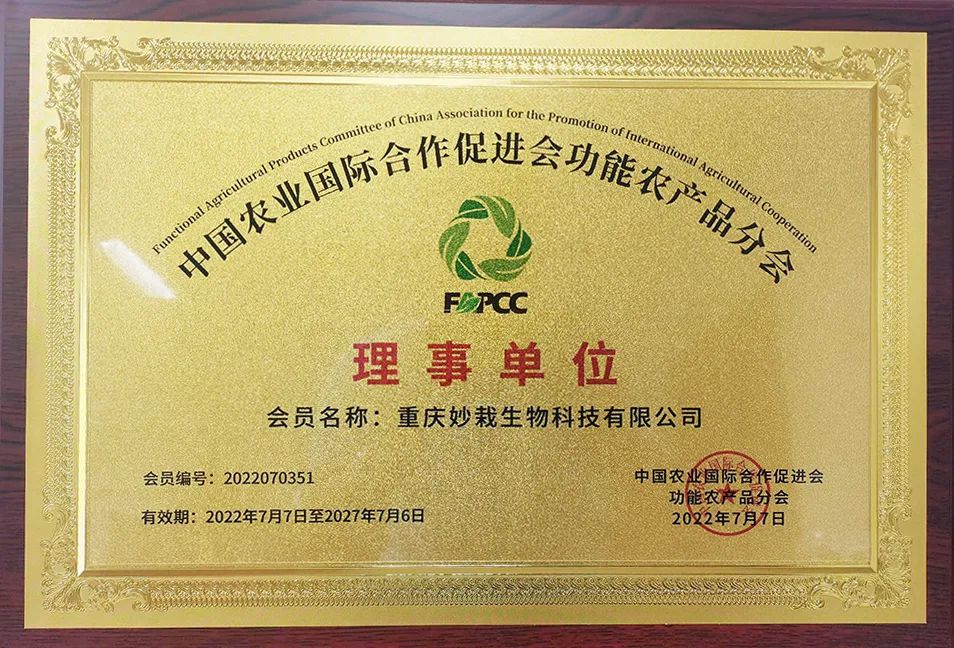 Functional Agricultural Products Committee of China Association for the Promotion of International Agricultural Cooperation
中国农业国际合作促进会功能农产品分会
FAPCC
理事单位
会员名称：重庆妙栽生物科技有限公司
会员编号：2022070351
有效期：2022年7月7日至2027年7月6日
中国农业国际合作促进会
功能农产品分会
2022年7月7日